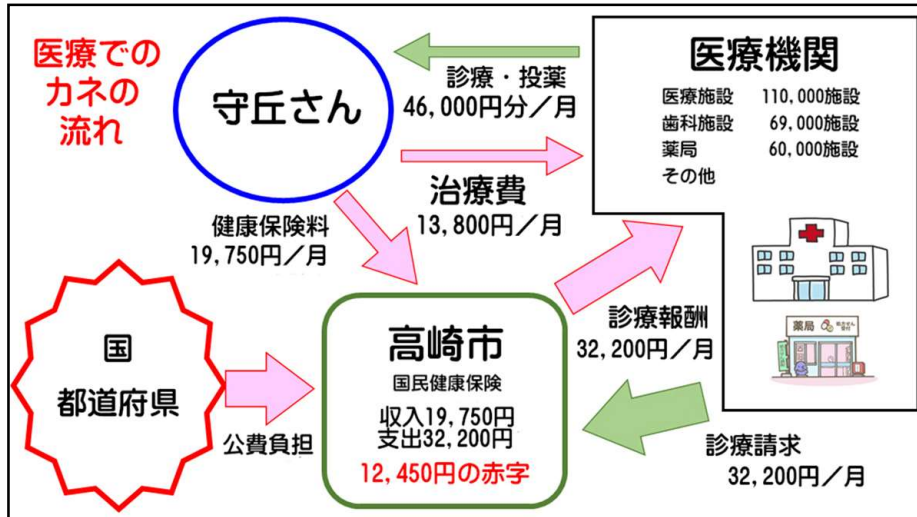 医療での
カネの
流れ
守丘さん
診療・投薬
46,000円分／月
医療機関
医療施設 110,000施設
歯科施設 69,000施設
薬局 60,000施設
その他
治療費
13,800円／月
健康保険料
19,750円／月
国
都道府県
公費負担
高崎市
国民健康保険
収入19,750円
支出32,200円
12,450円の赤字
診療報酬
32,200円／月
薬局
診療請求
32,200円／月